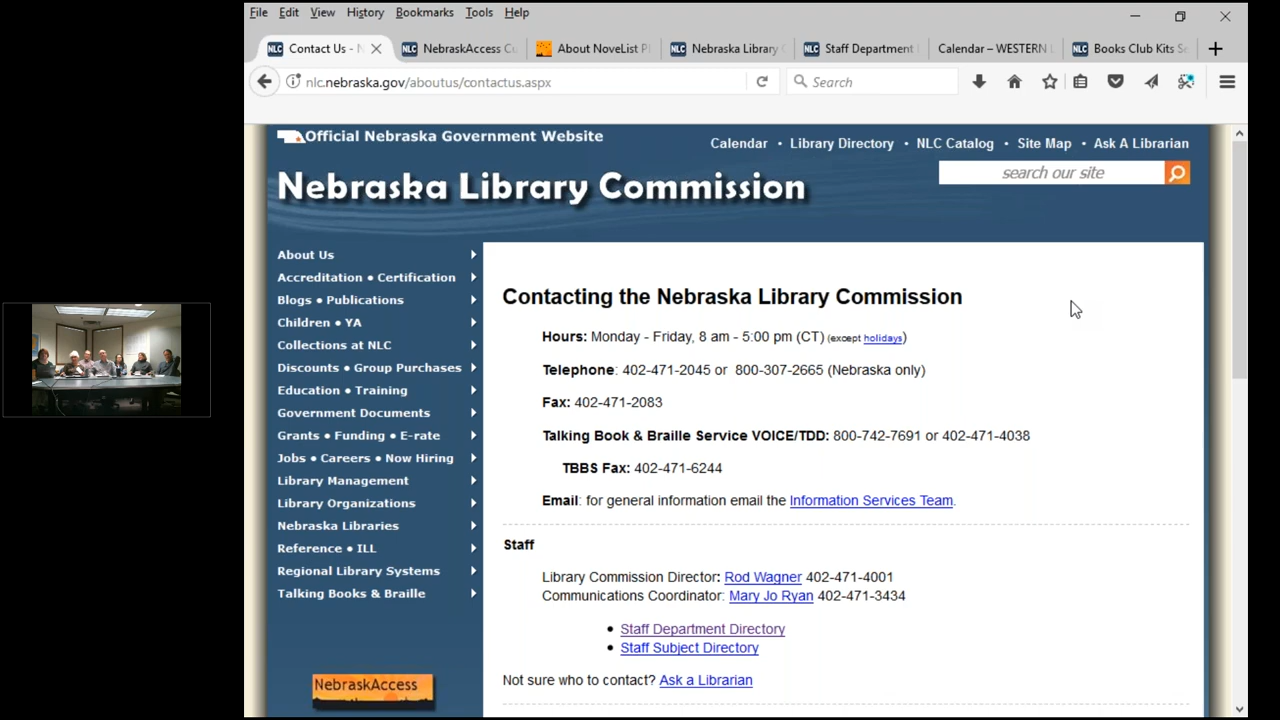 File Edit View History Bookmarks Tools Help
Contact Us - N
NebraskAccess Cu
About NoveList Pl
Nebraska Library C
Staff Department
Calendar – WESTERN L
Books Club Kits Se
nlc.nebraska.gov/aboutus/contactus.aspx
Search
Official Nebraska Government Website
Calendar • Library Directory • NLC Catalog • Site Map • Ask A Librarian
search our site
Nebraska Library Commission
About Us
Accreditation • Certification
Blogs • Publications
Children • YA
Collections at NLC
Discounts • Group Purchases
Education • Training
Government Documents
Grants • Funding • E-rate
Jobs • Careers • Now Hiring
Library Management
Library Organizations
Nebraska Libraries
Reference • ILL
Regional Library Systems
Talking Books & Braille
NebraskAccess
Contacting the Nebraska Library Commission
Hours: Monday - Friday, 8 am - 5:00 pm (CT) (except holidays)
Telephone: 402-471-2045 or 800-307-2665 (Nebraska only)
Fax: 402-471-2083
Talking Book & Braille Service VOICE/TDD: 800-742-7691 or 402-471-4038
TBBS Fax: 402-471-6244
Email: for general information email the Information Services Team.
Staff
Library Commission Director: Rod Wagner 402-471-4001
Communications Coordinator: Mary Jo Ryan 402-471-3434
• Staff Department Directory
• Staff Subject Directory
Not sure who to contact? Ask a Librarian